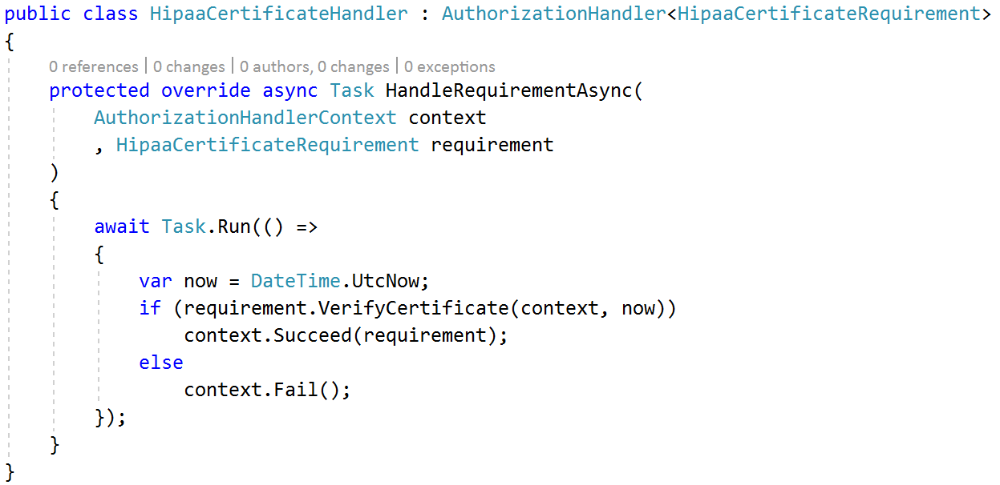 public class HipaaCertificateHandler : AuthorizationHandler<HipaaCertificateRequirement>
{
0 references | 0 changes | 0 authors, 0 changes | 0 exceptions
protected override async Task HandleRequirementAsync(
AuthorizationHandlerContext context
, HipaaCertificateRequirement requirement
)
{
await Task.Run(() =>
{
var now = DateTime.UtcNow;
if (requirement.VerifyCertificate(context, now))
context.Succeed(requirement);
else
context.Fail();
});
}
}